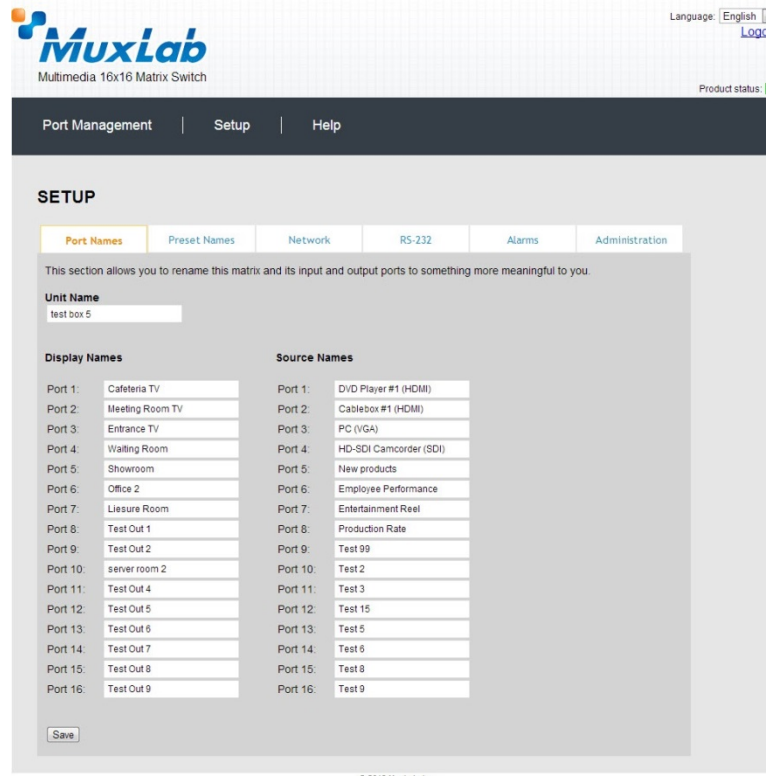 Language: English
MuxLab
Multimedia 16x16 Matrix Switch
Product status:
Port Management | Setup | Help
SETUP
Port Names Preset Names Network RS-232 Alarms Administration
This section allows you to rename this matrix and its input and output ports to something more meaningful to you.
Unit Name
test box 5
Display Names Source Names
Port 1: Cafeteria TV Port 1: DVD Player #1 (HDMI)
Port 2: Meeting Room TV Port 2: Cablebox #1 (HDMI)
Port 3: Entrance TV Port 3: PC (VGA)
Port 4: Waiting Room Port 4: HD-SDI Camcorder (SDI)
Port 5: Showroom Port 5: New products
Port 6: Office 2 Port 6: Employee Performance
Port 7: Liesure Room Port 7: Entertainment Reel
Port 8: Test Out 1 Port 8: Production Rate
Port 9: Test Out 2 Port 9: Test 99
Port 10: server room 2 Port 10: Test 2
Port 11: Test Out 4 Port 11: Test 3
Port 12: Test Out 5 Port 12: Test 15
Port 13: Test Out 6 Port 13: Test 5
Port 14: Test Out 7 Port 14: Test 6
Port 15: Test Out 8 Port 15: Test 8
Port 16: Test Out 9 Port 16: Test 9
Save